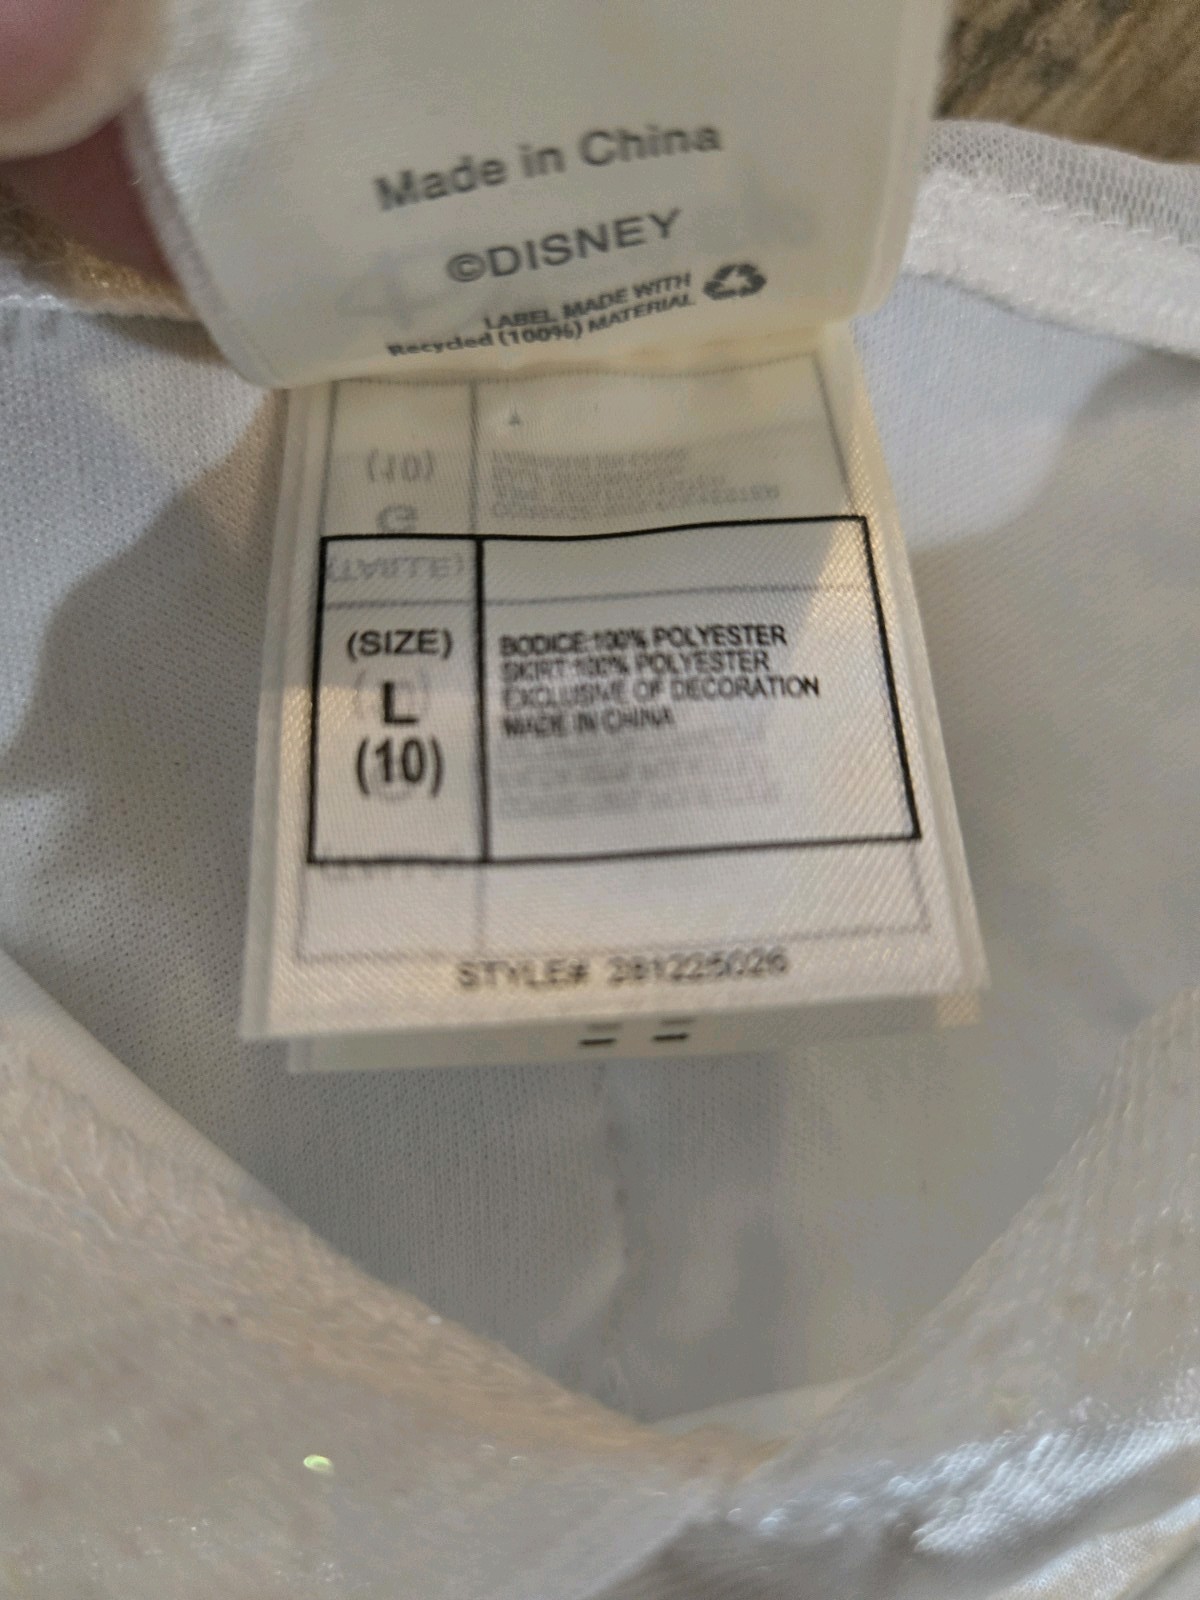 Made in China
©DISNEY
LABEL MADE WITH
Recycled (100%) MATERIAL
(SIZE)
L
(10)
BODICE:100% POLYESTER
SKIRT:100% POLYESTER
EXCLUSIVE OF DECORATION
MADE IN CHINA
STYLE# 281225026